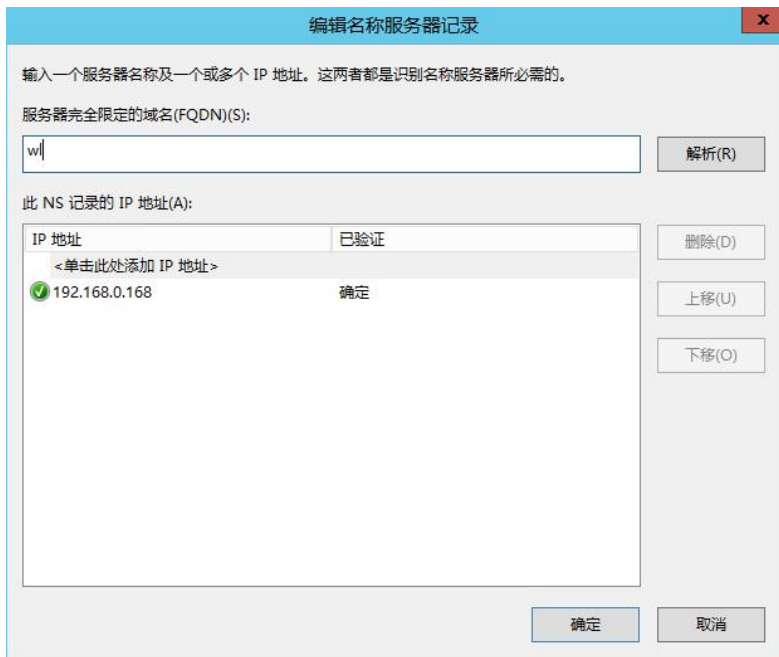 编辑名称服务器记录
x
输入一个服务器名称及一个或多个 IP 地址。这两者都是识别名称服务器所必需的。
服务器完全限定的域名(FQDN)(S):
wl
解析(R)
此 NS 记录的 IP 地址(A):
IP 地址 已验证
删除(D)
<单击此处添加 IP 地址>
192.168.0.168 确定
上移(U)
下移(O)
确定 取消